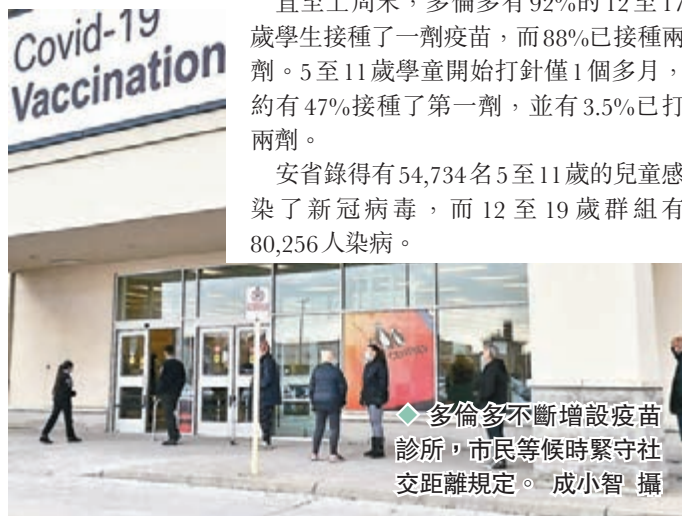 Covid-19
Vaccination
直至上周末，多倫多有92%的12至17
歲學生接種了一劑疫苗，而88%已接種兩
劑。5至11歲學童開始打針僅1個多月，
約有47%接種了第一劑，並有3.5%已打
兩劑。
安省錄得有54,734名5至11歲的兒童感
染了新冠病毒，而12至19歲群組有
80,256人染病。
◆多倫多不斷增設疫苗
診所，市民等候時緊守社
交距離規定。 成小智 攝